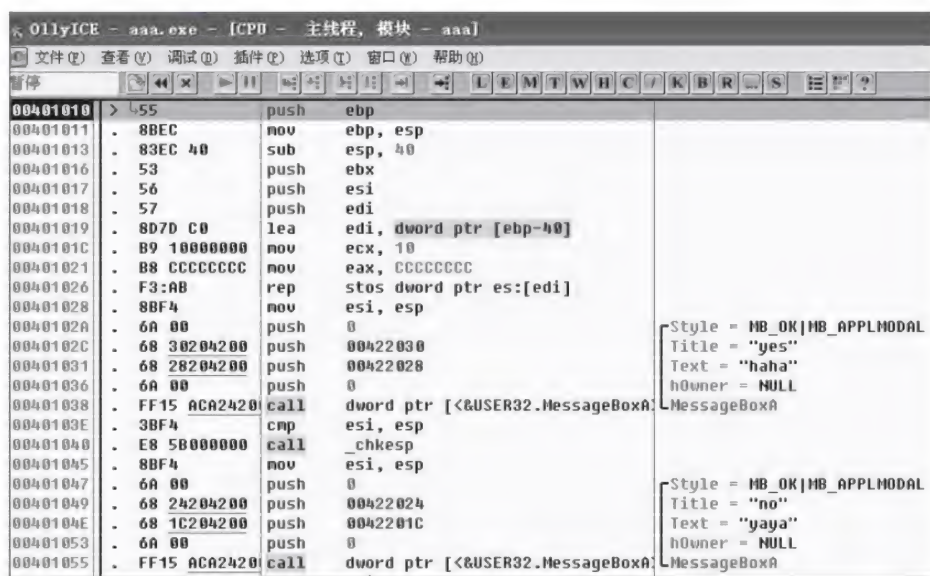 OllyICE - aaa.exe - [CPU - 主线程, 模块 - aaa]
文件(F) 查看(V) 调试(D) 插件(P) 选项(T) 窗口(W) 帮助(H)
暂停 L E M T W H C / K B R ... S ?
00401010 > 55 push ebp
00401011 . 8BEC mov ebp, esp
00401013 . 83EC 40 sub esp, 40
00401016 . 53 push ebx
00401017 . 56 push esi
00401018 . 57 push edi
00401019 . 8D7D C0 lea edi, dword ptr [ebp-40]
0040101C . B9 10000000 mov ecx, 10
00401021 . B8 CCCCCCCC mov eax, CCCCCCCC
00401026 . F3:AB rep stos dword ptr es:[edi]
00401028 . 8BF4 mov esi, esp
0040102A . 6A 00 push 0 Style = MB_OK|MB_APPLMODAL
0040102C . 68 30204200 push 00422030 Title = "yes"
00401031 . 68 28204200 push 00422028 Text = "haha"
00401036 . 6A 00 push 0 hOwner = NULL
00401038 . FF15 ACA2420 call dword ptr [<&USER32.MessageBoxA] MessageBoxA
0040103E . 3BF4 cmp esi, esp
00401040 . E8 5B000000 call _chkesp
00401045 . 8BF4 mov esi, esp
00401047 . 6A 00 push 0 Style = MB_OK|MB_APPLMODAL
00401049 . 68 24204200 push 00422024 Title = "no"
0040104E . 68 1C204200 push 0042201C Text = "yaya"
00401053 . 6A 00 push 0 hOwner = NULL
00401055 . FF15 ACA2420 call dword ptr [<&USER32.MessageBoxA] MessageBoxA